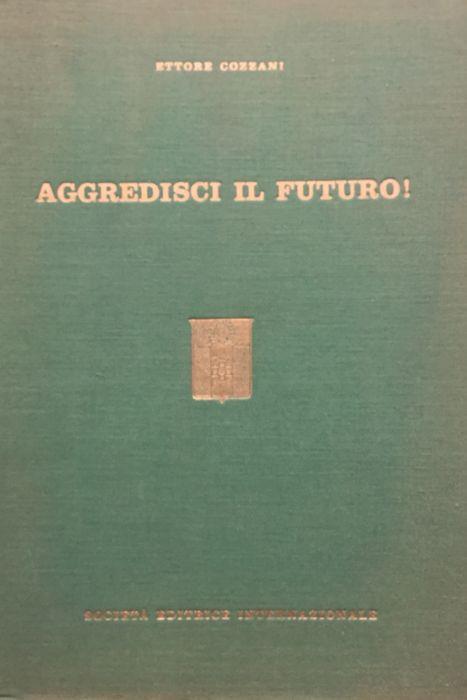 ETTORE COZZANI
AGGREDISCI IL FUTURO!
SOCIETÀ EDITRICE INTERNAZIONALE